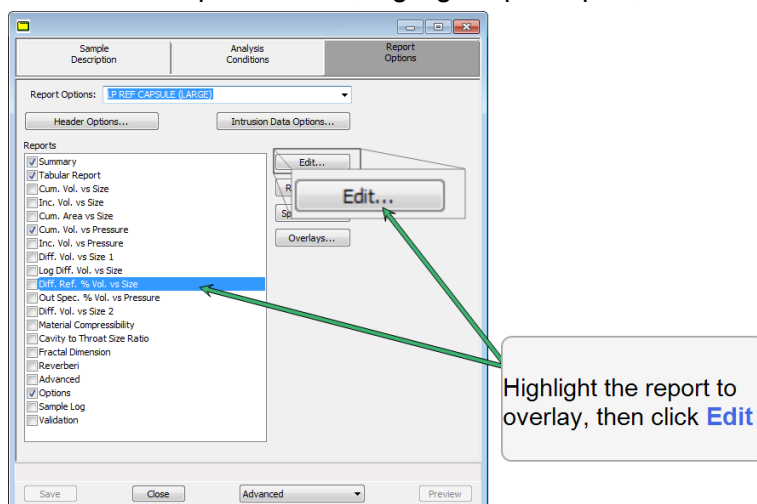 Sample Description
Analysis Conditions
Report Options
Report Options: LP REF CAPSULE (LARGE)
Header Options...
Intrusion Data Options...
Reports
Summary
Tabular Report
Cum. Vol. vs Size
Inc. Vol. vs Size
Cum. Area vs Size
Cum. Vol. vs Pressure
Inc. Vol. vs Pressure
Diff. Vol. vs Size 1
Log Diff. Vol. vs Size
Diff. Ref. % Vol. vs Size
Out Spec. % Vol. vs Pressure
Diff. Vol. vs Size 2
Material Compressibility
Cavity to Throat Size Ratio
Fractal Dimension
Reverberi
Advanced
Options
Sample Log
Validation
Edit...
Edit...
Overlays...
Highlight the report to
overlay, then click Edit
Save
Close
Advanced
Preview